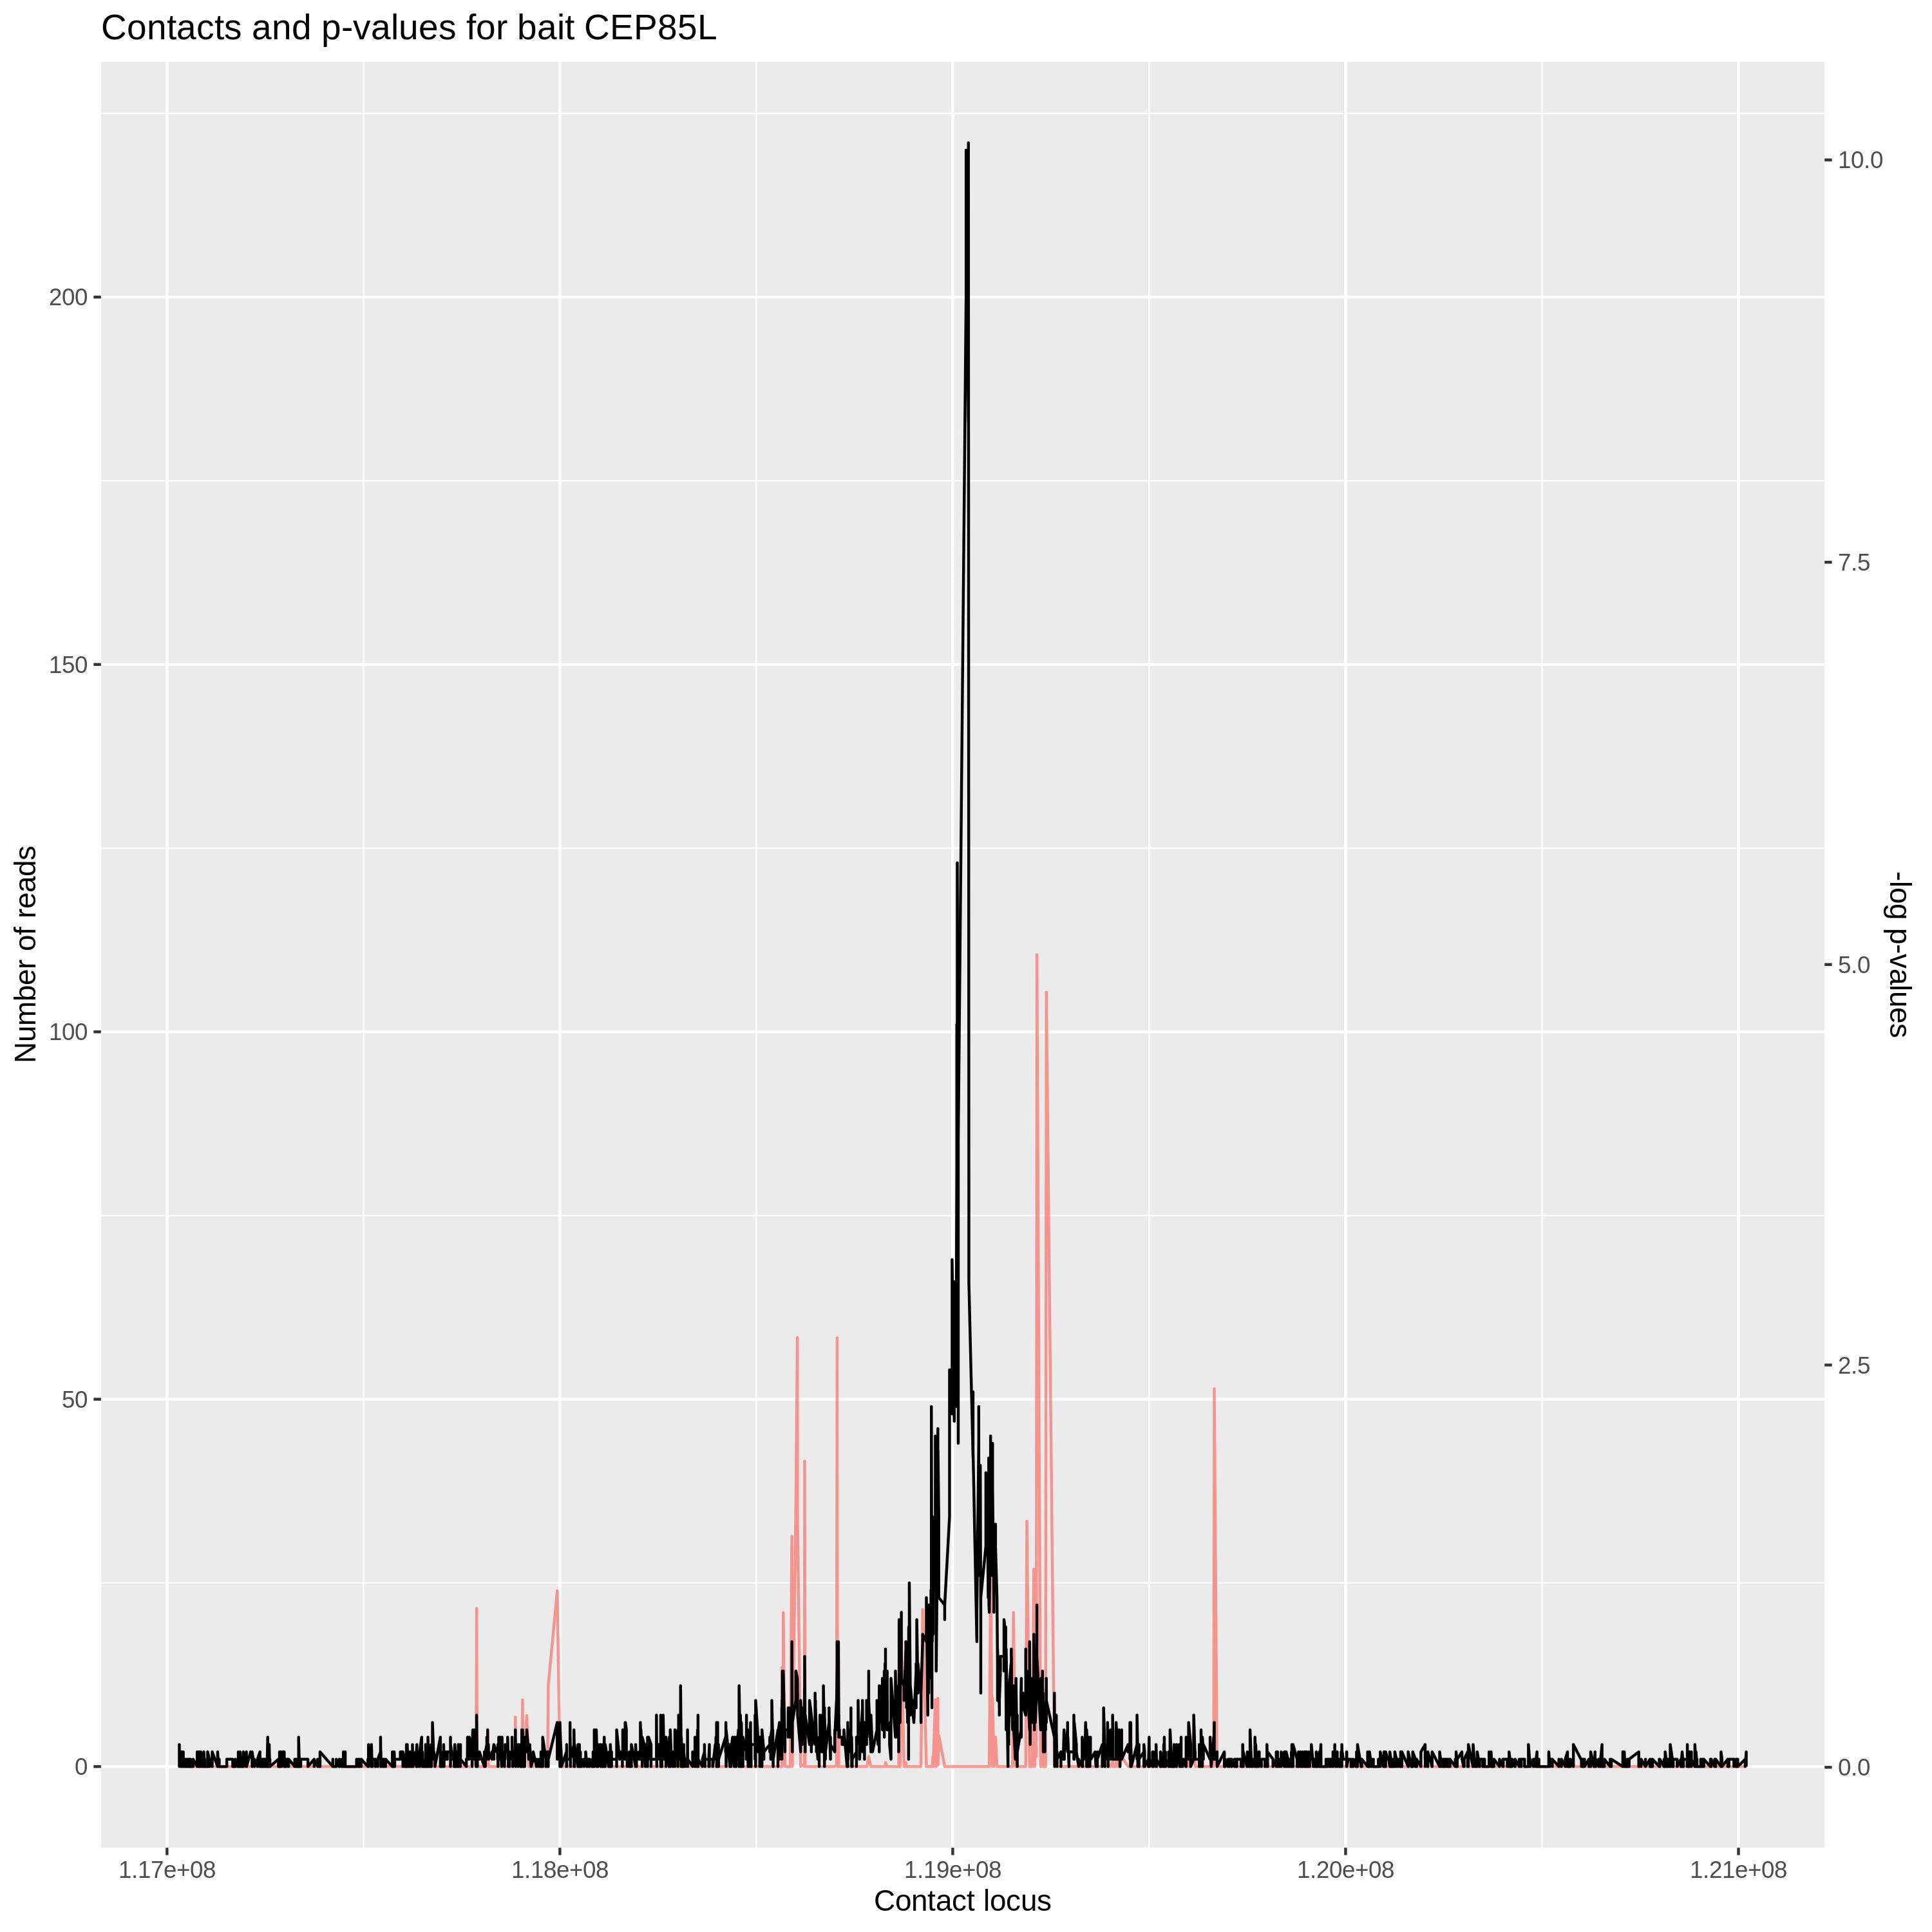 Contacts and p-values for bait CEP85L
Number of reads
200
150
100
50
0
10.0
7.5
5.0
2.5
0.0
-log p-values
1.17e+08
1.18e+08
1.19e+08
1.20e+08
1.21e+08
Contact locus